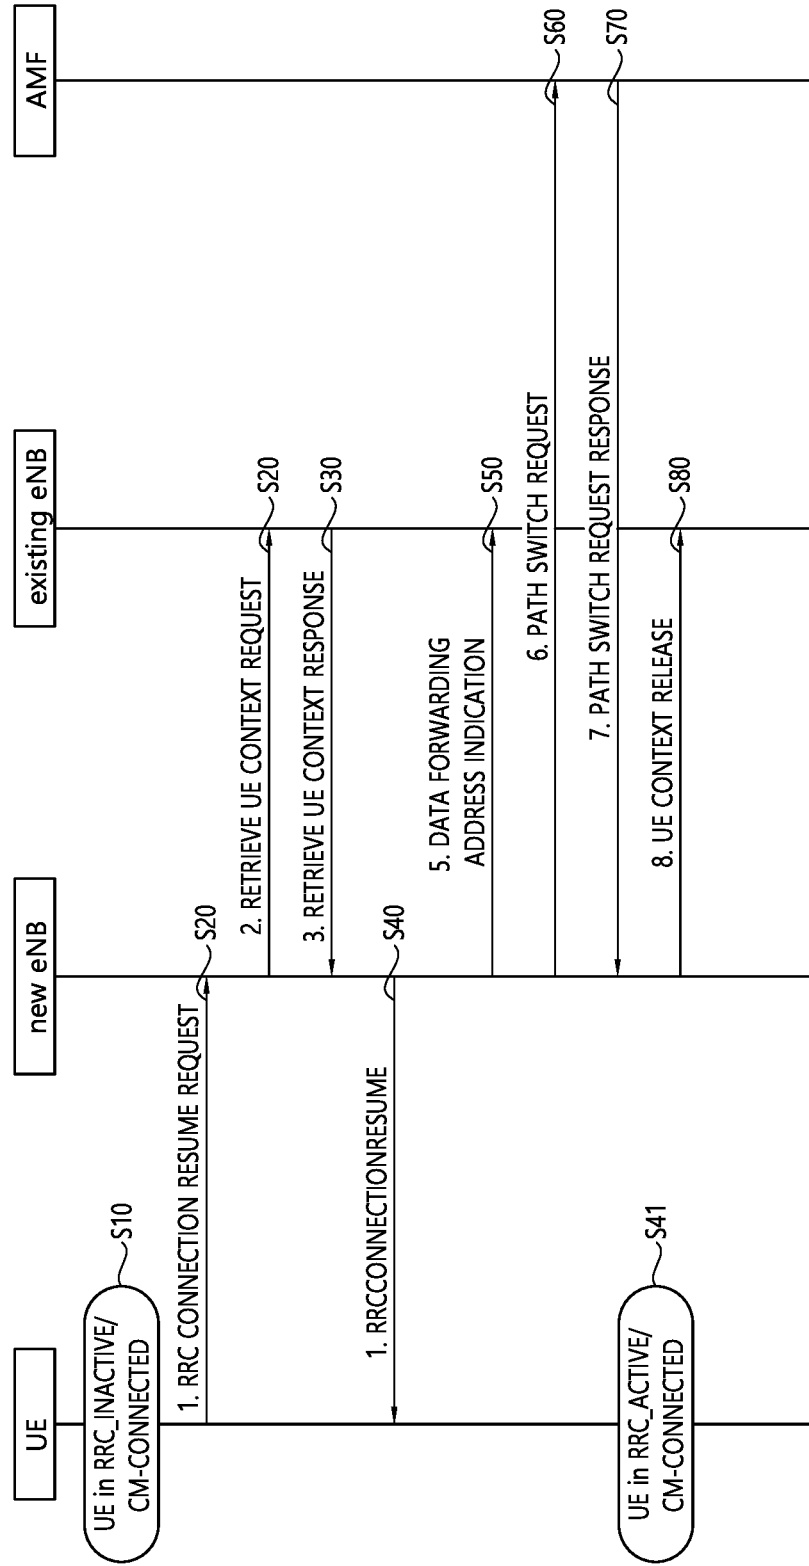 UE
new eNB
existing eNB
AMF
UE in RRC_INACTIVE/
CM-CONNECTED
S10
1. RRC CONNECTION RESUME REQUEST
S20
2. RETRIEVE UE CONTEXT REQUEST
S20
3. RETRIEVE UE CONTEXT RESPONSE
S30
1. RRCCONNECTIONRESUME
S40
5. DATA FORWARDING
ADDRESS INDICATION
S50
6. PATH SWITCH REQUEST
S60
UE in RRC_ACTIVE/
CM-CONNECTED
S41
7. PATH SWITCH REQUEST RESPONSE
S70
8. UE CONTEXT RELEASE
S80